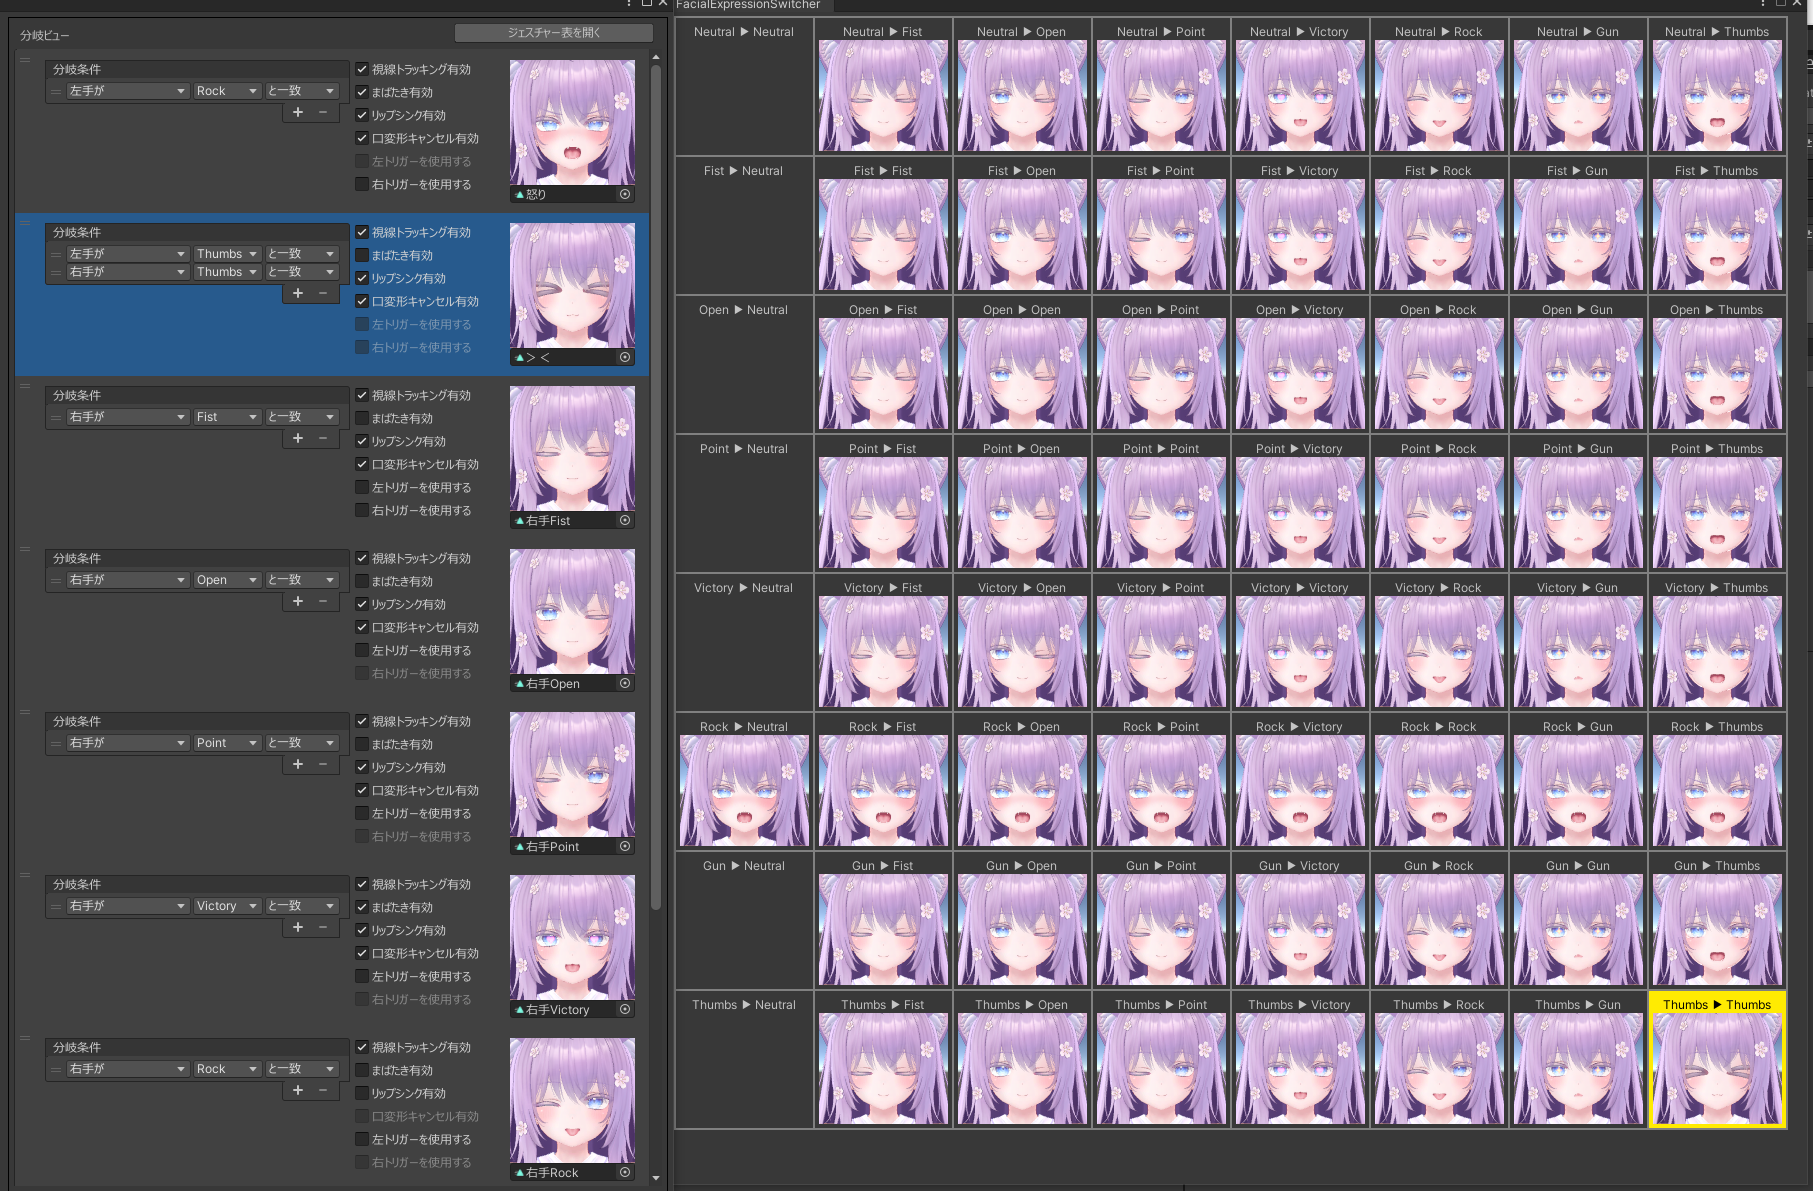 FacialExpressionSwitcher
分岐ビュー
ジェスチャー表を開く
分岐条件
左手が Rock と一致
視線トラッキング有効
まばたき有効
リップシンク有効
口変形キャンセル有効
左トリガーを使用する
右トリガーを使用する
怒り
分岐条件
左手が Thumbs と一致
右手が Thumbs と一致
視線トラッキング有効
まばたき有効
リップシンク有効
口変形キャンセル有効
左トリガーを使用する
右トリガーを使用する
＞＜
分岐条件
右手が Fist と一致
視線トラッキング有効
まばたき有効
リップシンク有効
口変形キャンセル有効
左トリガーを使用する
右トリガーを使用する
右手Fist
分岐条件
右手が Open と一致
視線トラッキング有効
まばたき有効
リップシンク有効
口変形キャンセル有効
左トリガーを使用する
右トリガーを使用する
右手Open
分岐条件
右手が Point と一致
視線トラッキング有効
まばたき有効
リップシンク有効
口変形キャンセル有効
左トリガーを使用する
右トリガーを使用する
右手Point
分岐条件
右手が Victory と一致
視線トラッキング有効
まばたき有効
リップシンク有効
口変形キャンセル有効
左トリガーを使用する
右トリガーを使用する
右手Victory
分岐条件
右手が Rock と一致
視線トラッキング有効
まばたき有効
リップシンク有効
口変形キャンセル有効
左トリガーを使用する
右トリガーを使用する
右手Rock
Neutral ▶ Neutral Neutral ▶ Fist Neutral ▶ Open Neutral ▶ Point Neutral ▶ Victory Neutral ▶ Rock Neutral ▶ Gun Neutral ▶ Thumbs
Fist ▶ Neutral Fist ▶ Fist Fist ▶ Open Fist ▶ Point Fist ▶ Victory Fist ▶ Rock Fist ▶ Gun Fist ▶ Thumbs
Open ▶ Neutral Open ▶ Fist Open ▶ Open Open ▶ Point Open ▶ Victory Open ▶ Rock Open ▶ Gun Open ▶ Thumbs
Point ▶ Neutral Point ▶ Fist Point ▶ Open Point ▶ Point Point ▶ Victory Point ▶ Rock Point ▶ Gun Point ▶ Thumbs
Victory ▶ Neutral Victory ▶ Fist Victory ▶ Open Victory ▶ Point Victory ▶ Victory Victory ▶ Rock Victory ▶ Gun Victory ▶ Thumbs
Rock ▶ Neutral Rock ▶ Fist Rock ▶ Open Rock ▶ Point Rock ▶ Victory Rock ▶ Rock Rock ▶ Gun Rock ▶ Thumbs
Gun ▶ Neutral Gun ▶ Fist Gun ▶ Open Gun ▶ Point Gun ▶ Victory Gun ▶ Rock Gun ▶ Gun Gun ▶ Thumbs
Thumbs ▶ Neutral Thumbs ▶ Fist Thumbs ▶ Open Thumbs ▶ Point Thumbs ▶ Victory Thumbs ▶ Rock Thumbs ▶ Gun Thumbs ▶ Thumbs